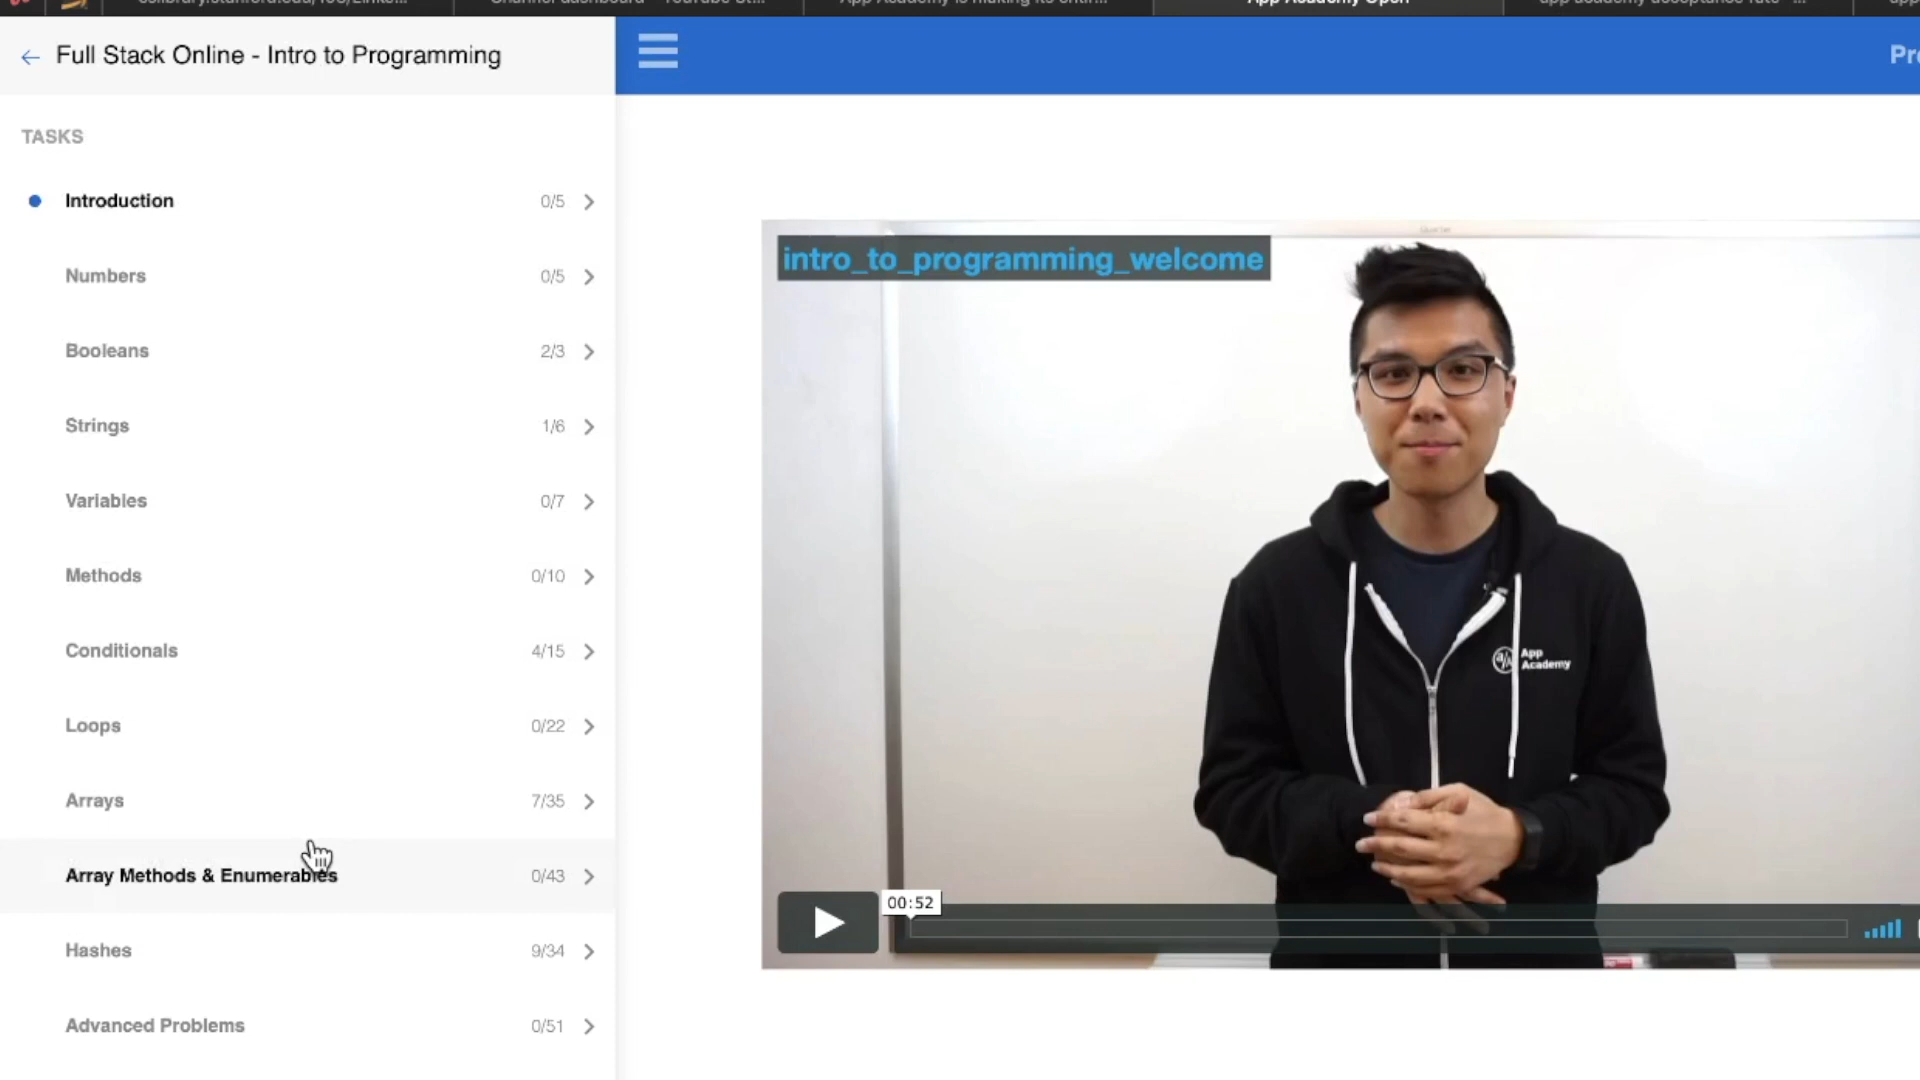 ← Full Stack Online - Intro to Programming
Pr
TASKS
Introduction 0/5
Numbers 0/5
Booleans 2/3
Strings 1/6
Variables 0/7
Methods 0/10
Conditionals 4/15
Loops 0/22
Arrays 7/35
Array Methods & Enumerables 0/43
Hashes 9/34
Advanced Problems 0/51
intro_to_programming_welcome
App
Academy
00:52